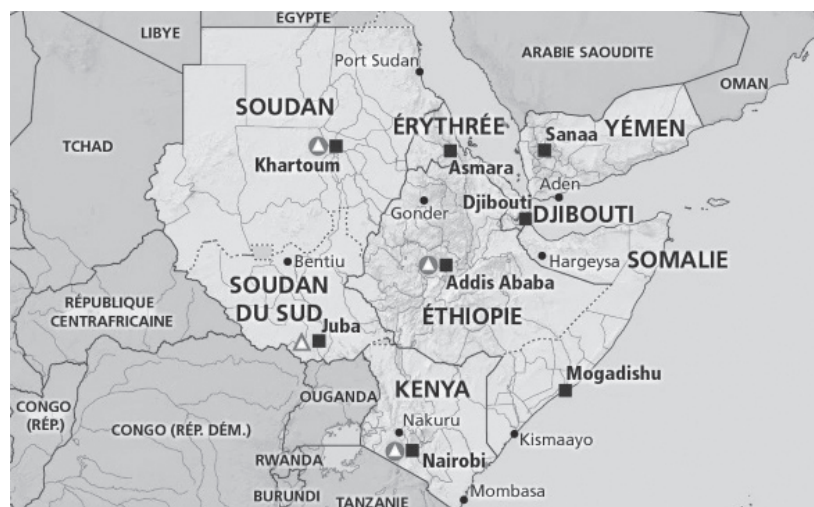 ÉGYPTE
LIBYE
ARABIE SAOUDITE
Port Sudan
OMAN
SOUDAN
ÉRYTHRÉE
Sanaa
YÉMEN
TCHAD
Khartoum
Asmara
Aden
Gonder
Djibouti
DJIBOUTI
Bentiu
Hargeysa
SOMALIE
Addis Ababa
SOUDAN
DU SUD
RÉPUBLIQUE
CENTRAFRICAINE
Juba
ÉTHIOPIE
Mogadishu
OUGANDA
KENYA
CONGO
(RÉP.)
CONGO (RÉP. DÉM.)
Nakuru
Kismaayo
RWANDA
Nairobi
BURUNDI
TANZANIE
Mombasa